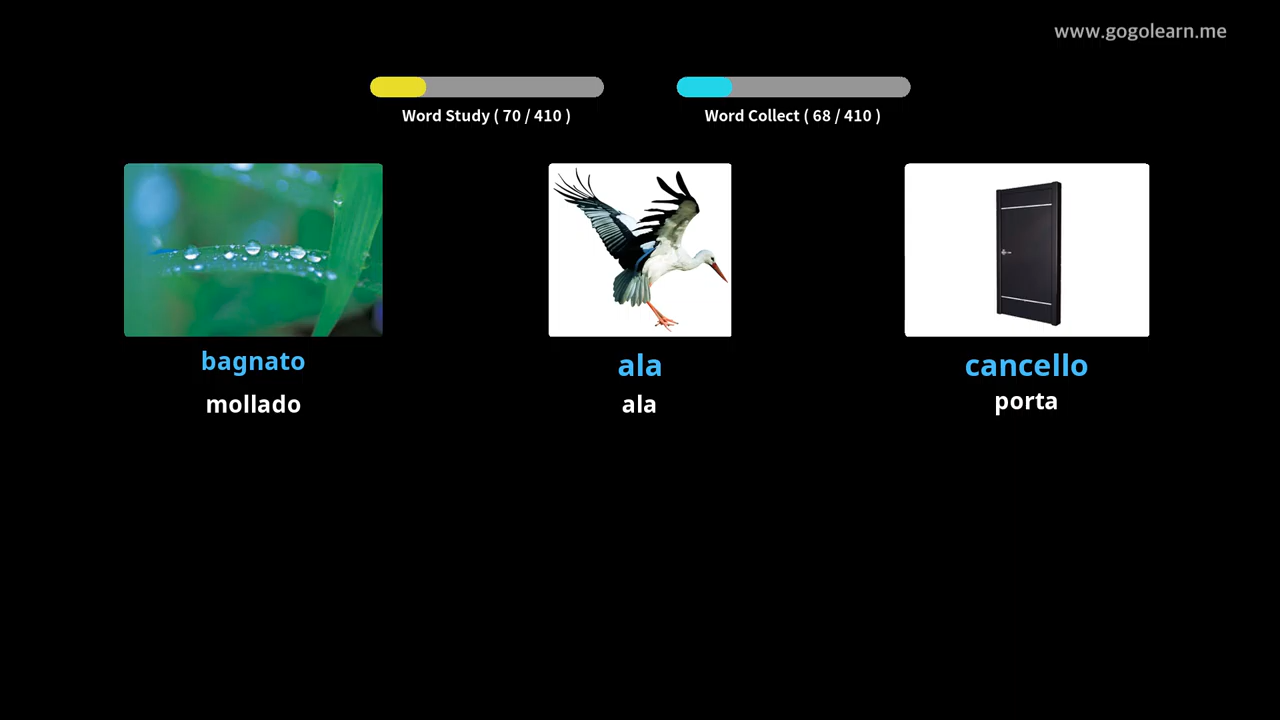 www.gogolearn.me
Word Study ( 70 / 410 )
Word Collect ( 68 / 410 )
bagnato
mollado
ala
ala
cancello
porta